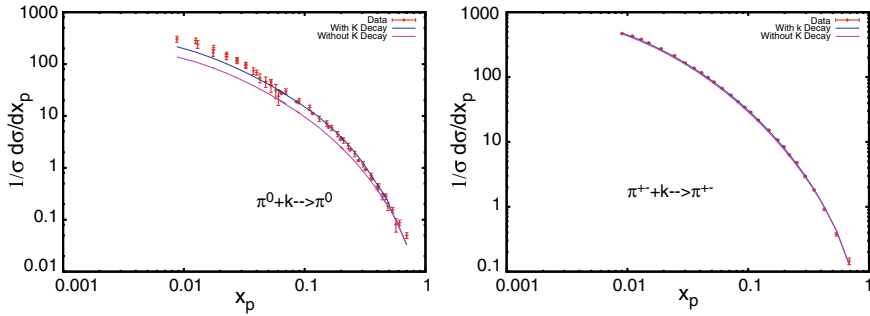 1000
100
10
1
0.1
0.01
0.001
0.01
0.1
1
x_p
1/σ dσ/dx_p
Data
With K Decay
Without K Decay
π⁰+k-->π⁰
1000
100
10
1
0.1
0.001
0.01
0.1
1
x_p
1/σ dσ/dx_p
Data
With k Decay
Without K Decay
π⁺⁻+k-->π⁺⁻